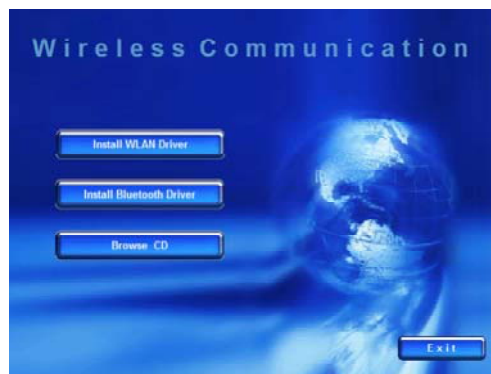 Wireless Communication
Install WLAN Driver
Install Bluetooth Driver
Browse CD
Exit